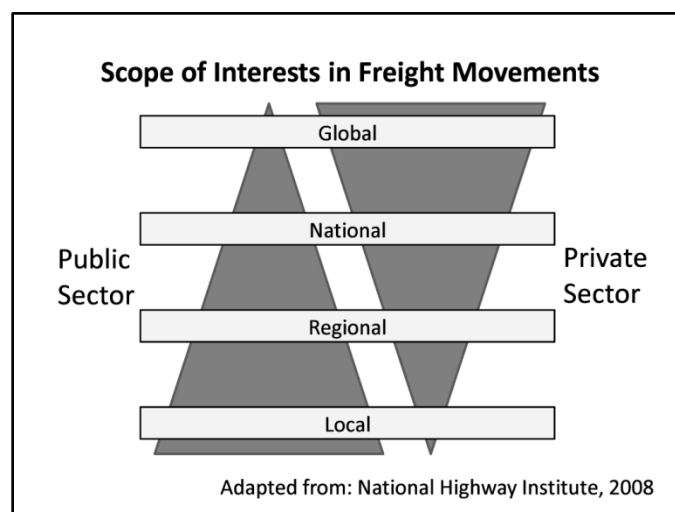 Scope of Interests in Freight Movements
Global
National
Public
Sector
Private
Sector
Regional
Local
Adapted from: National Highway Institute, 2008